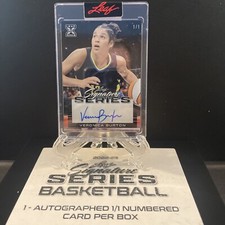 Leaf
1/1
Signature
SERIES
VERONICA BURTON
Signature
SERIES
BASKETBALL
1 - AUTOGRAPHED 1/1 NUMBERED
CARD PER BOX